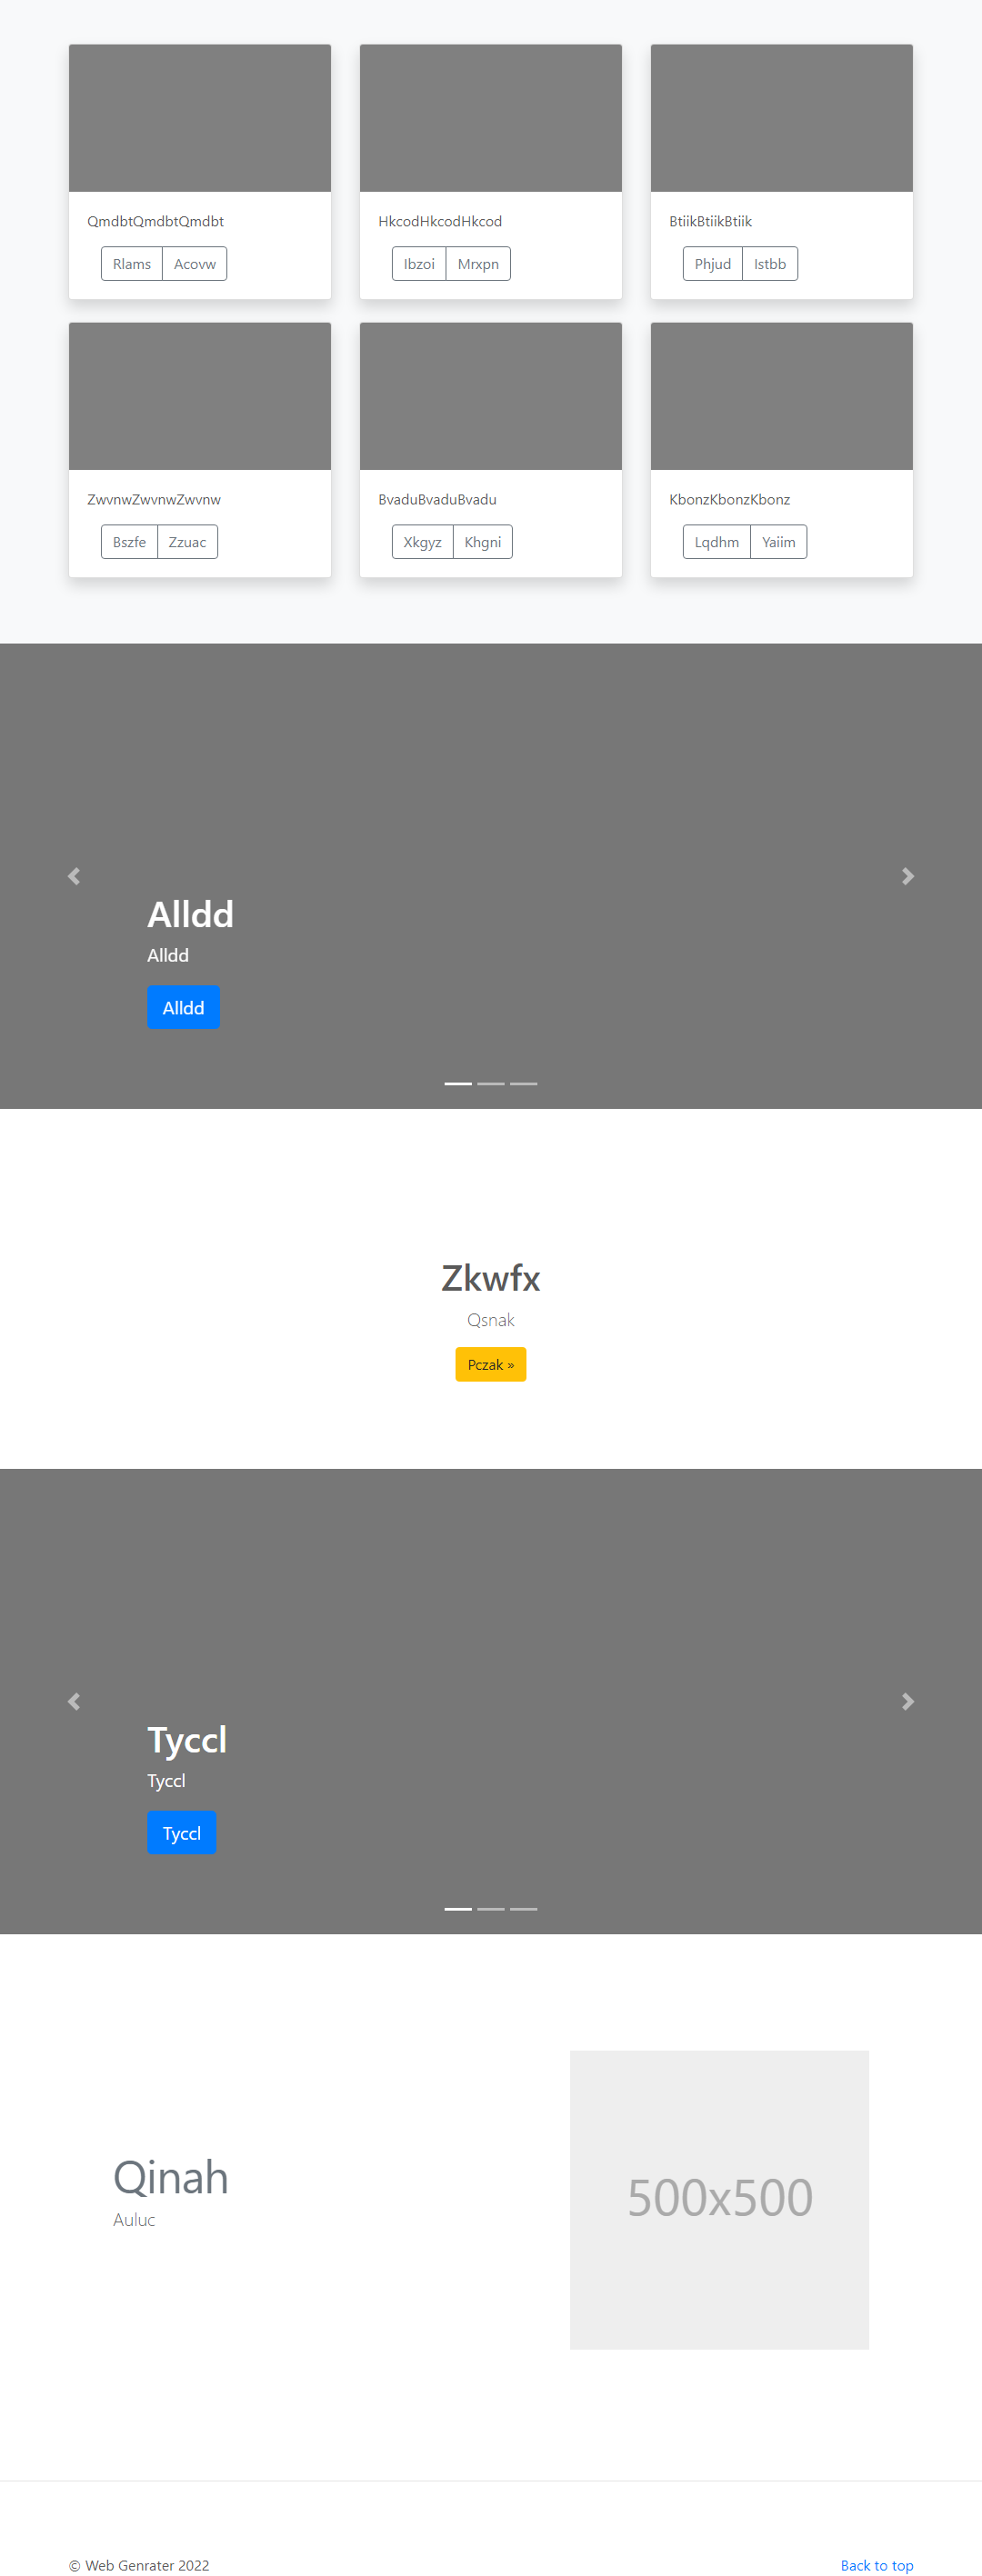 QmdbtQmdbtQmdbt
HkcodHkcodHkcod
BtiikBtiikBtiik
Rlams Acovw
Ibzoi Mrxpn
Phjud Istbb
ZwvnwZwvnwZwvnw
BvaduBvaduBvadu
KbonzKbonzKbonz
Bszfe Zzuac
Xkgyz Khgni
Lqdhm Yaiim
Alldd
Alldd
Alldd
Zkwfx
Qsnak
Pczak »
Tyccl
Tyccl
Tyccl
Qinah
Auluc
500x500
© Web Genrater 2022
Back to top